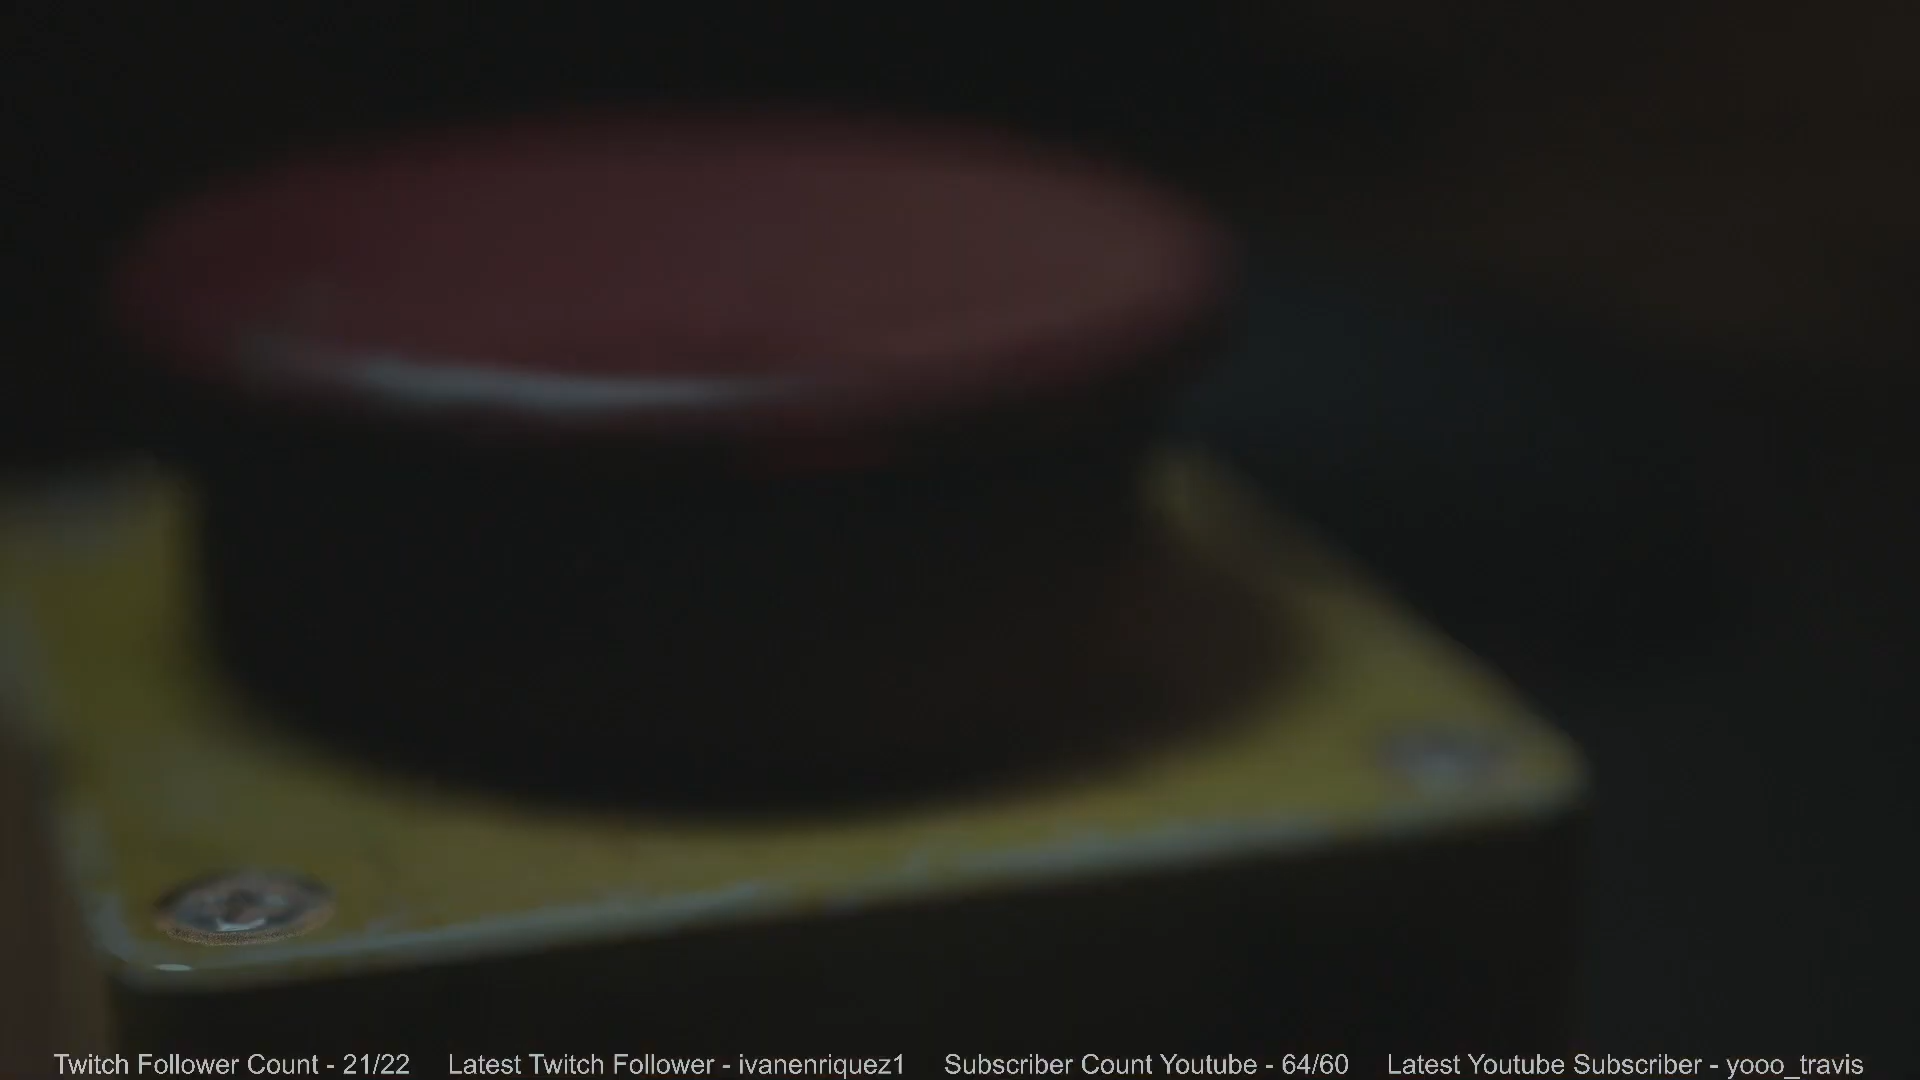 Twitch Follower Count - 21/22 Latest Twitch Follower - ivanenriquez1 Subscriber Count Youtube - 64/60 Latest Youtube Subscriber - yooo_travis